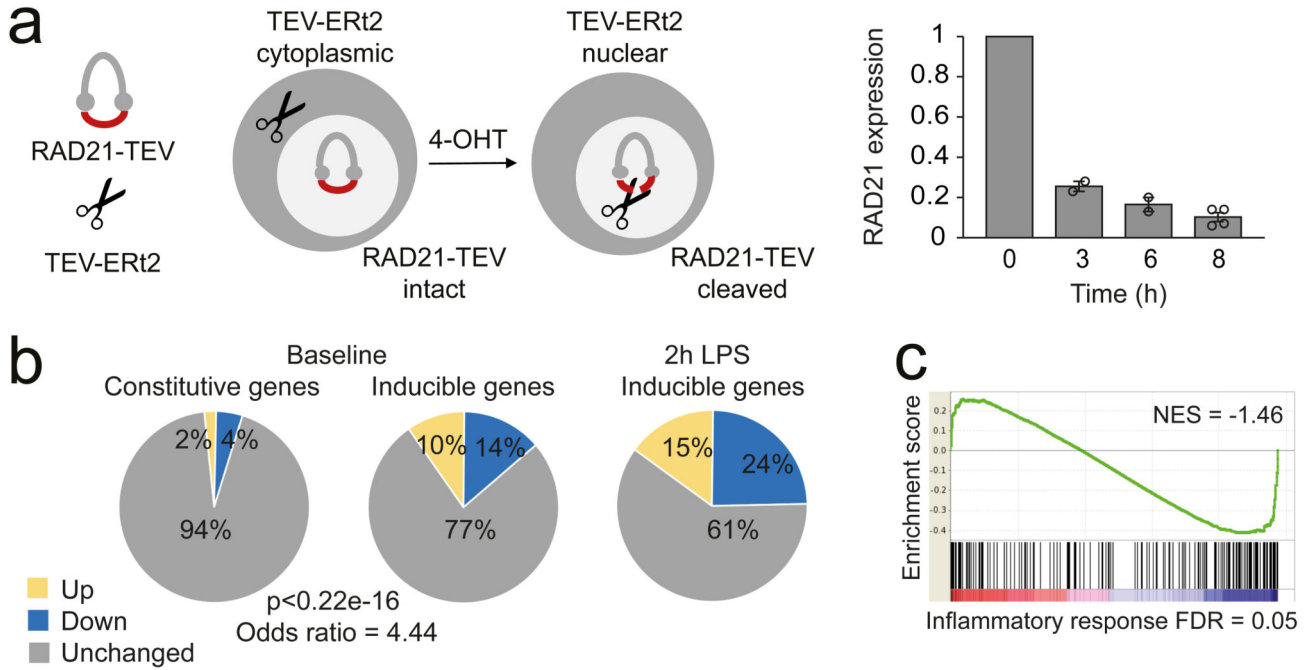 a
RAD21-TEV
TEV-ERt2
TEV-ERt2
cytoplasmic
4-OHT
RAD21-TEV
intact
TEV-ERt2
nuclear
RAD21-TEV
cleaved
RAD21 expression
1
0.8
0.6
0.4
0.2
0
0 3 6 8
Time (h)
b
Baseline
Constitutive genes
2% 4%
94%
Inducible genes
10% 14%
77%
2h LPS
Inducible genes
15% 24%
61%
Up
Down
Unchanged
p<0.22e-16
Odds ratio = 4.44
c
Enrichment score
0.2
0.1
0.0
-0.1
-0.2
-0.3
-0.4
NES = -1.46
Inflammatory response FDR = 0.05